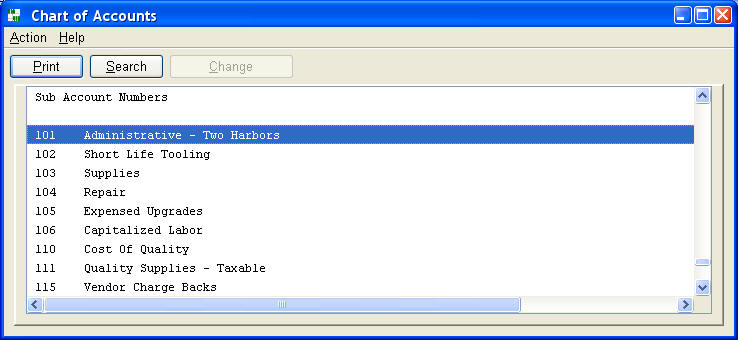 Chart of Accounts
Action Help
Print Search Change
Sub Account Numbers
101 Administrative - Two Harbors
102 Short Life Tooling
103 Supplies
104 Repair
105 Expensed Upgrades
106 Capitalized Labor
110 Cost Of Quality
111 Quality Supplies - Taxable
115 Vendor Charge Backs